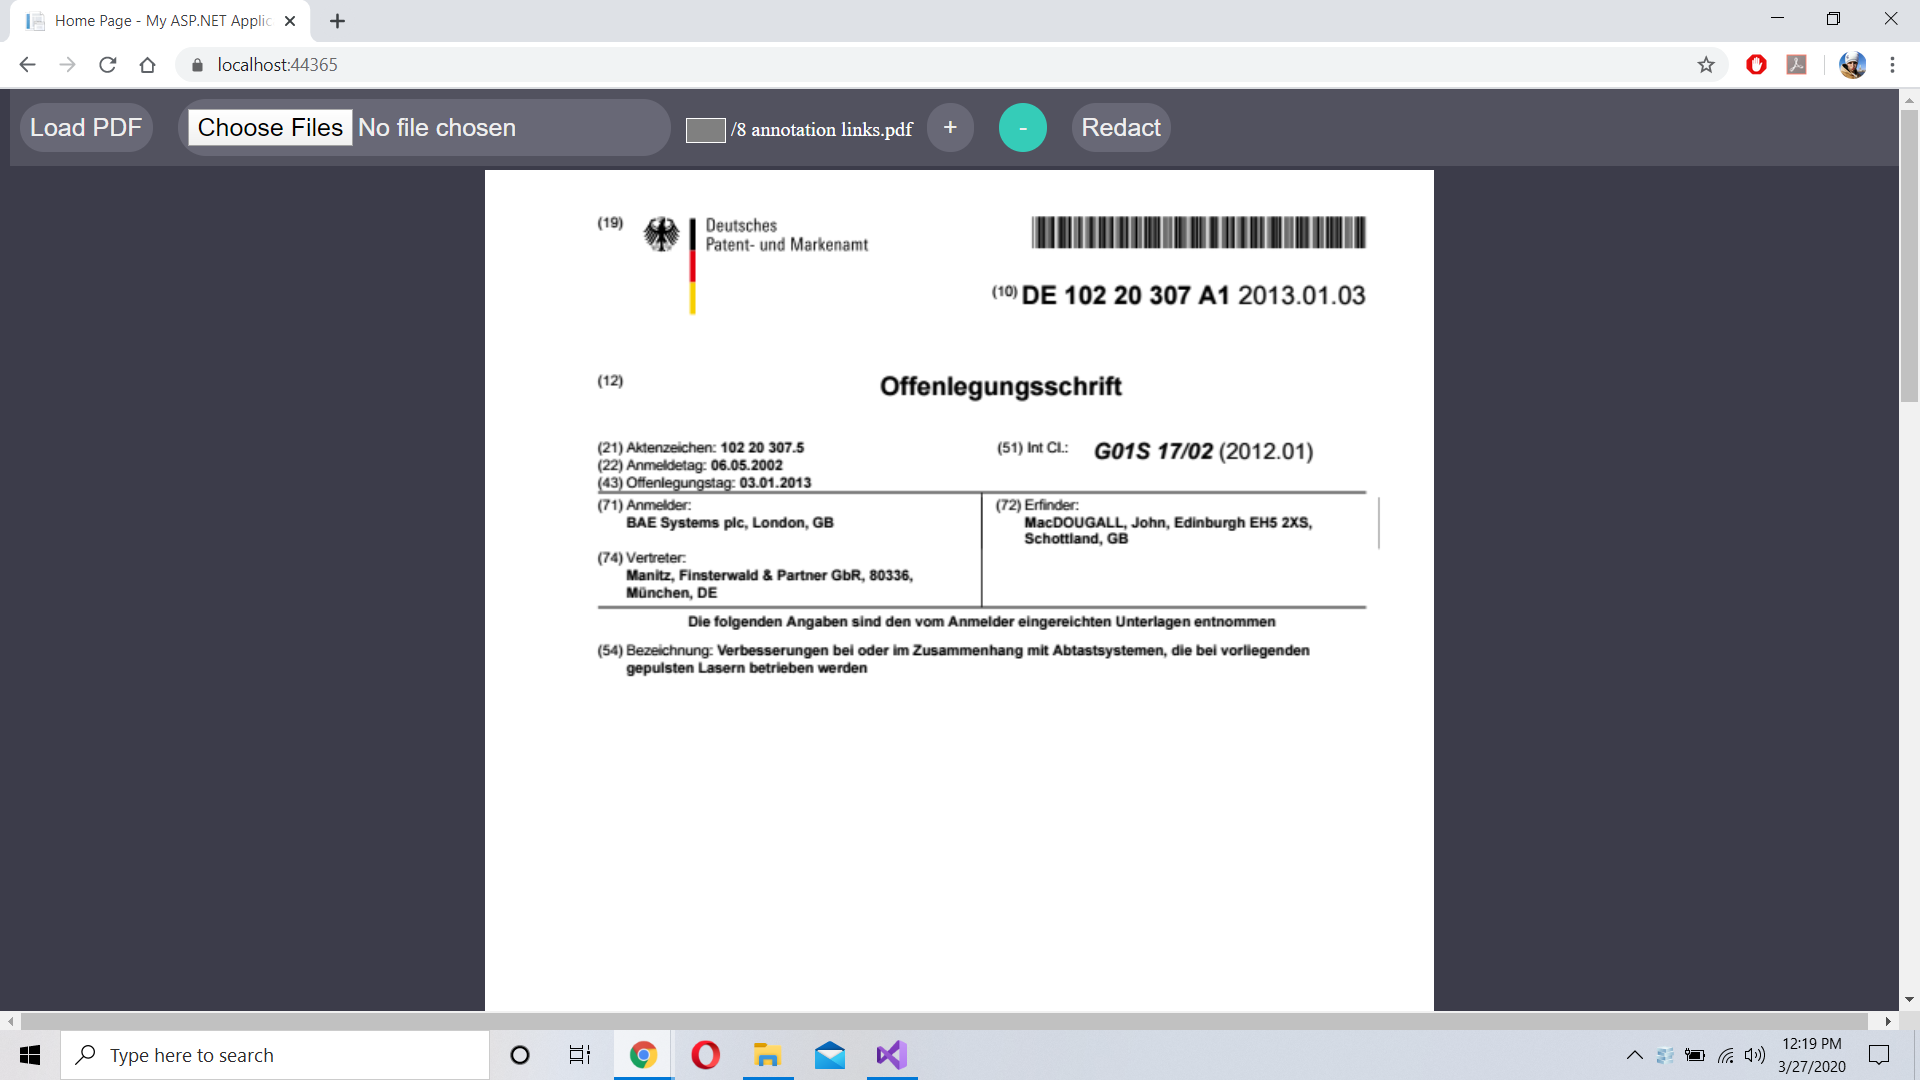 Home Page - My ASP.NET Applic
localhost:44365
Load PDF
Choose Files No file chosen
/8 annotation links.pdf
+
-
Redact
(19)
Deutsches
Patent- und Markenamt
(10) DE 102 20 307 A1 2013.01.03
(12)
Offenlegungsschrift
(21) Aktenzeichen: 102 20 307.5
(22) Anmeldetag: 06.05.2002
(43) Offenlegungstag: 03.01.2013
(51) Int Cl.: G01S 17/02 (2012.01)
(71) Anmelder:
BAE Systems plc, London, GB
(74) Vertreter:
Manitz, Finsterwald & Partner GbR, 80336,
München, DE
(72) Erfinder:
MacDOUGALL, John, Edinburgh EH5 2XS,
Schottland, GB
Die folgenden Angaben sind den vom Anmelder eingereichten Unterlagen entnommen
(54) Bezeichnung: Verbesserungen bei oder im Zusammenhang mit Abtastsystemen, die bei vorliegenden
gepulsten Lasern betrieben werden
Type here to search
12:19 PM
3/27/2020